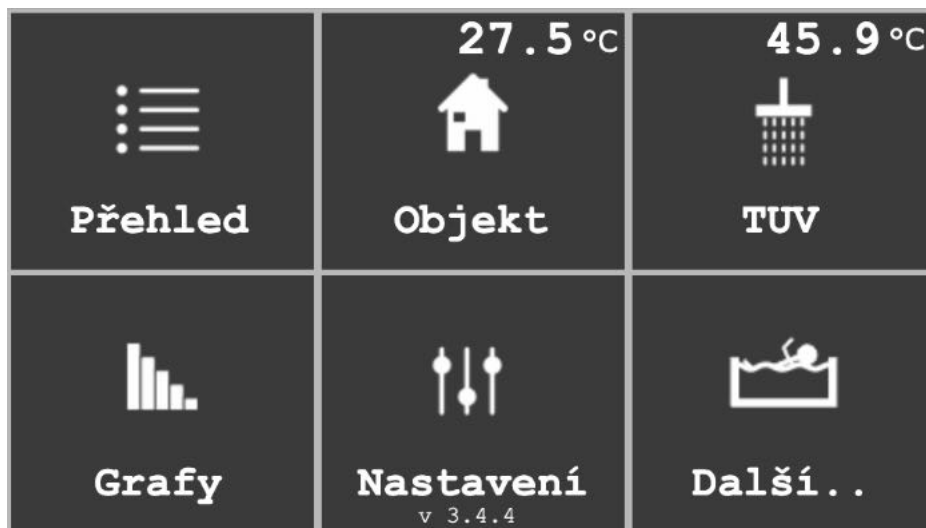 27.5 °C
45.9 °C
Přehled
Objekt
TUV
Grafy
Nastavení
v 3.4.4
Další..